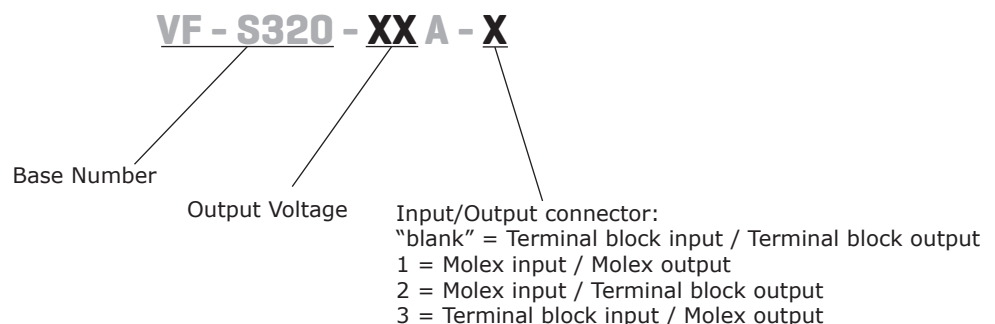 VF - S320 - XX A - X
Base Number
Output Voltage
Input/Output connector:
“blank” = Terminal block input / Terminal block output
1 = Molex input / Molex output
2 = Molex input / Terminal block output
3 = Terminal block input / Molex output